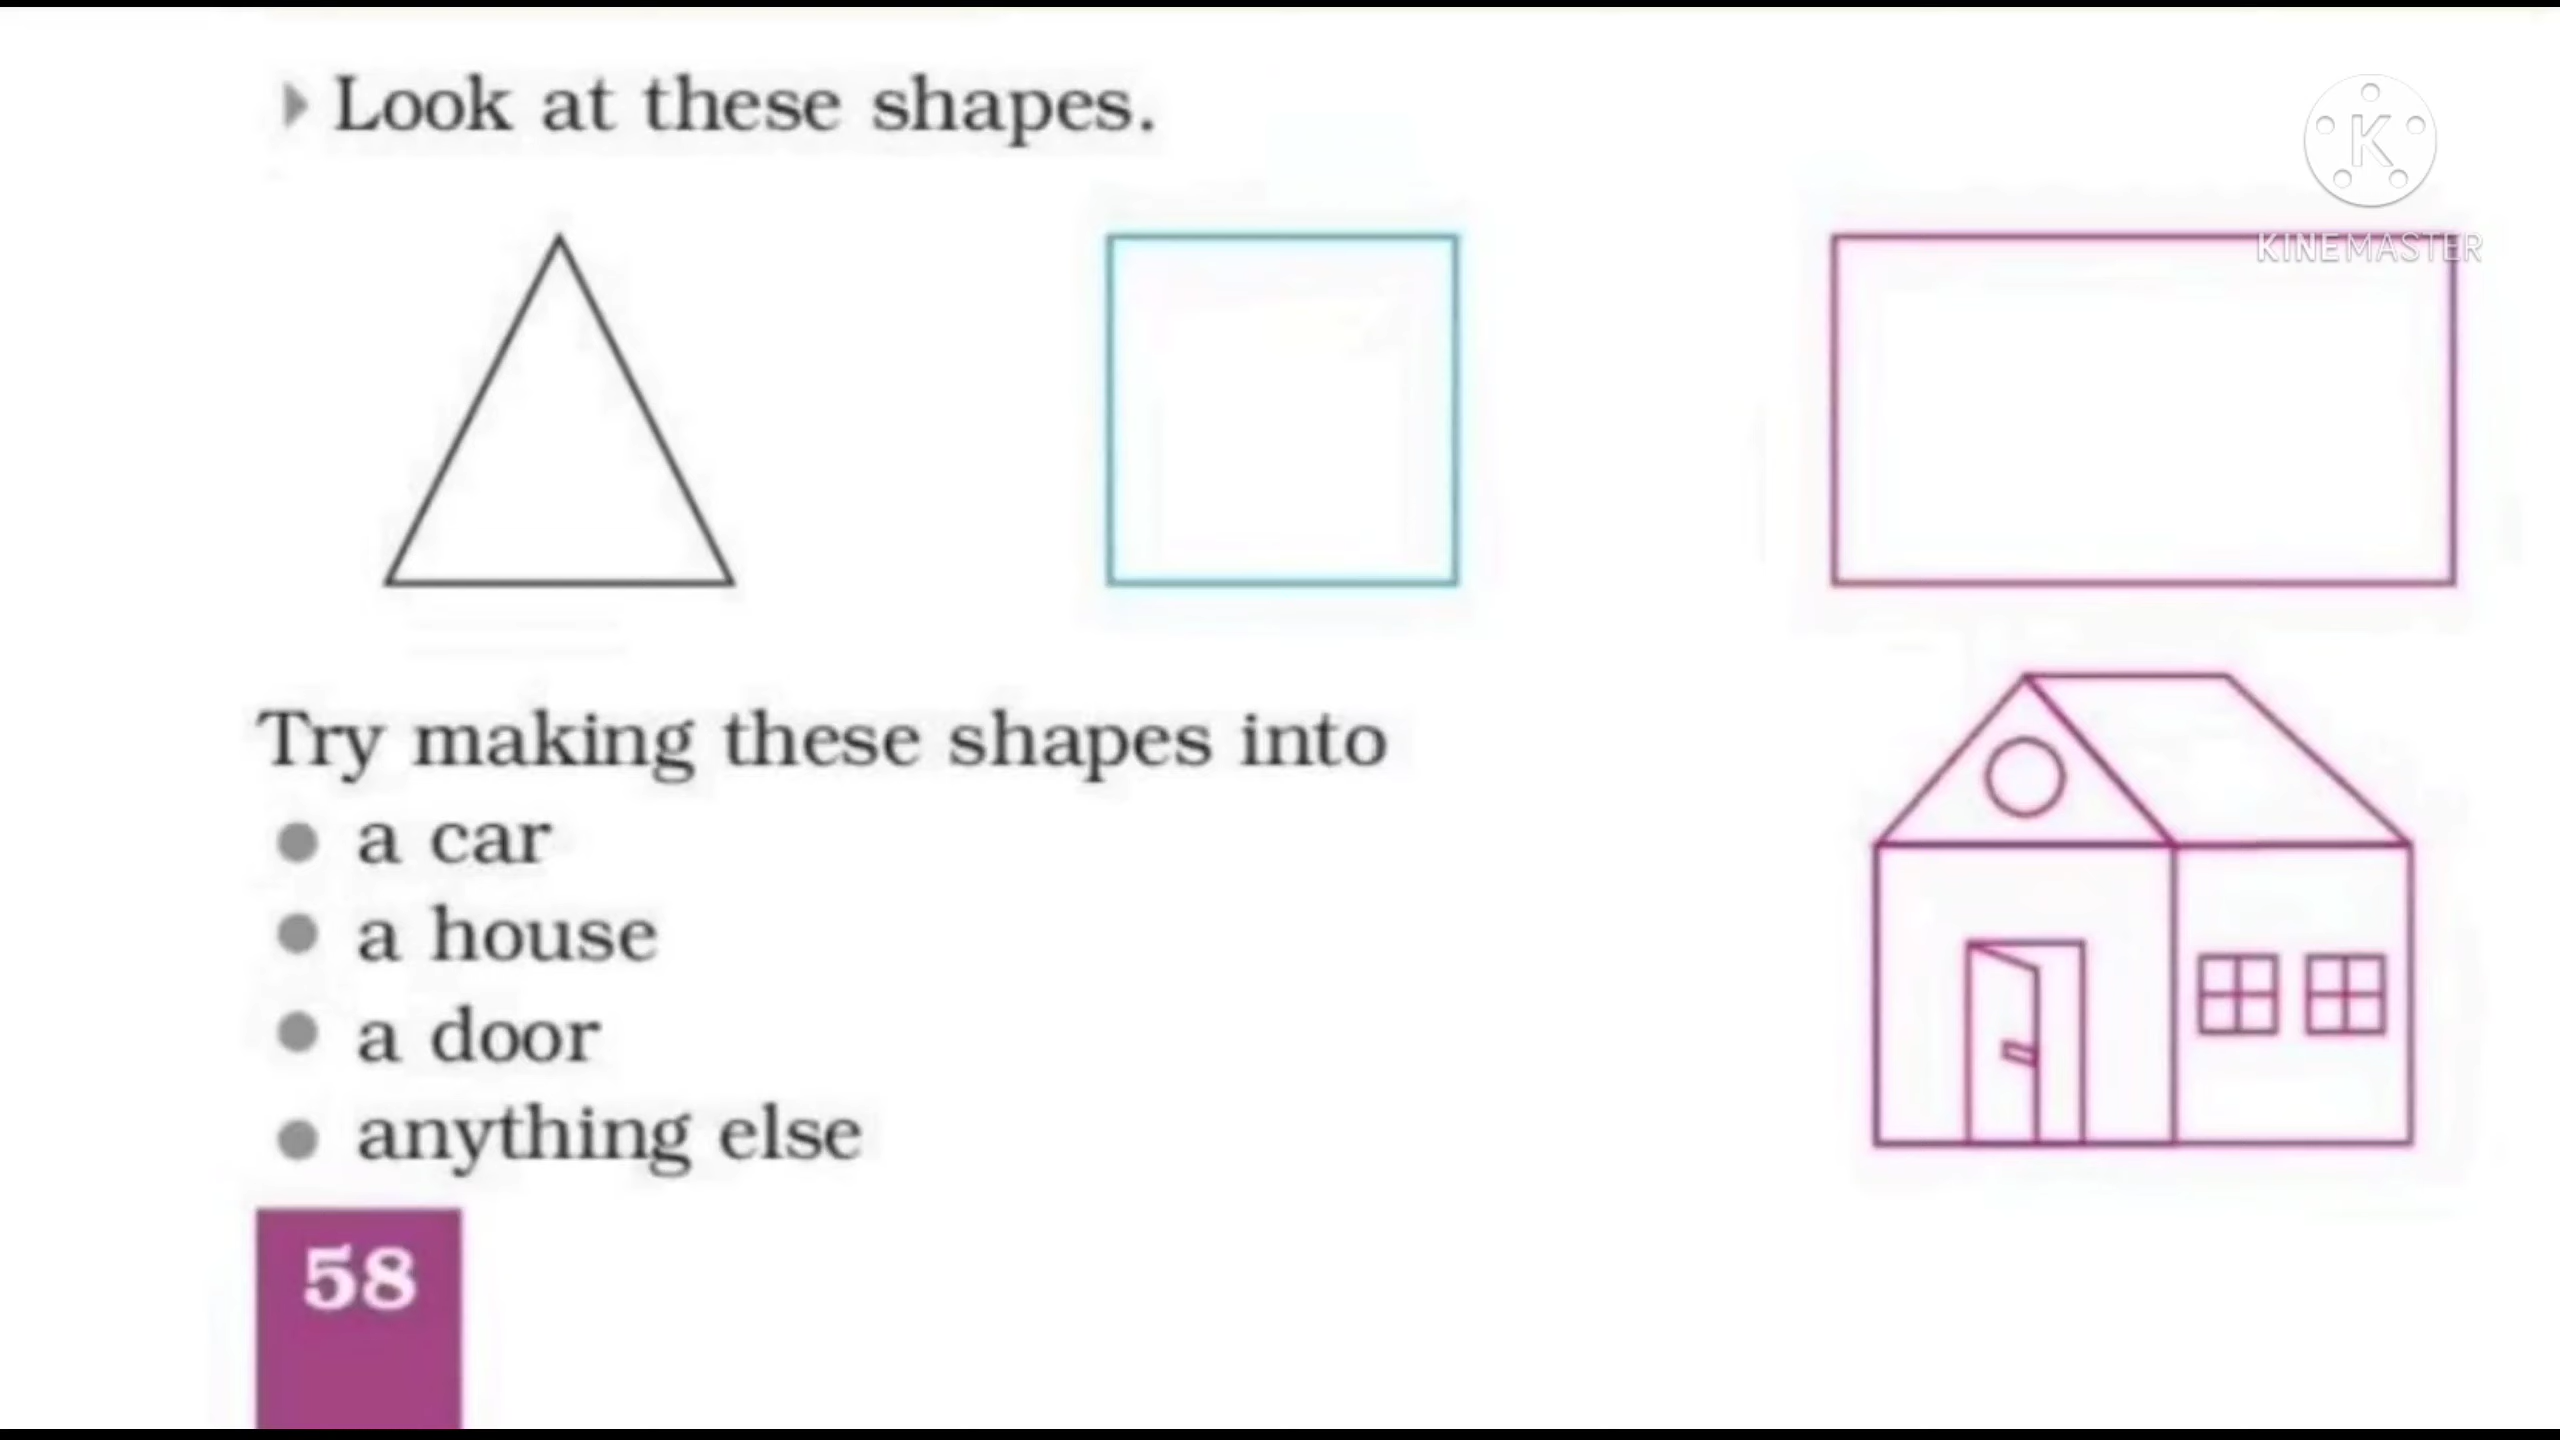 Look at these shapes.
K
KINEMASTER
Try making these shapes into
a car
a house
a door
anything else
58